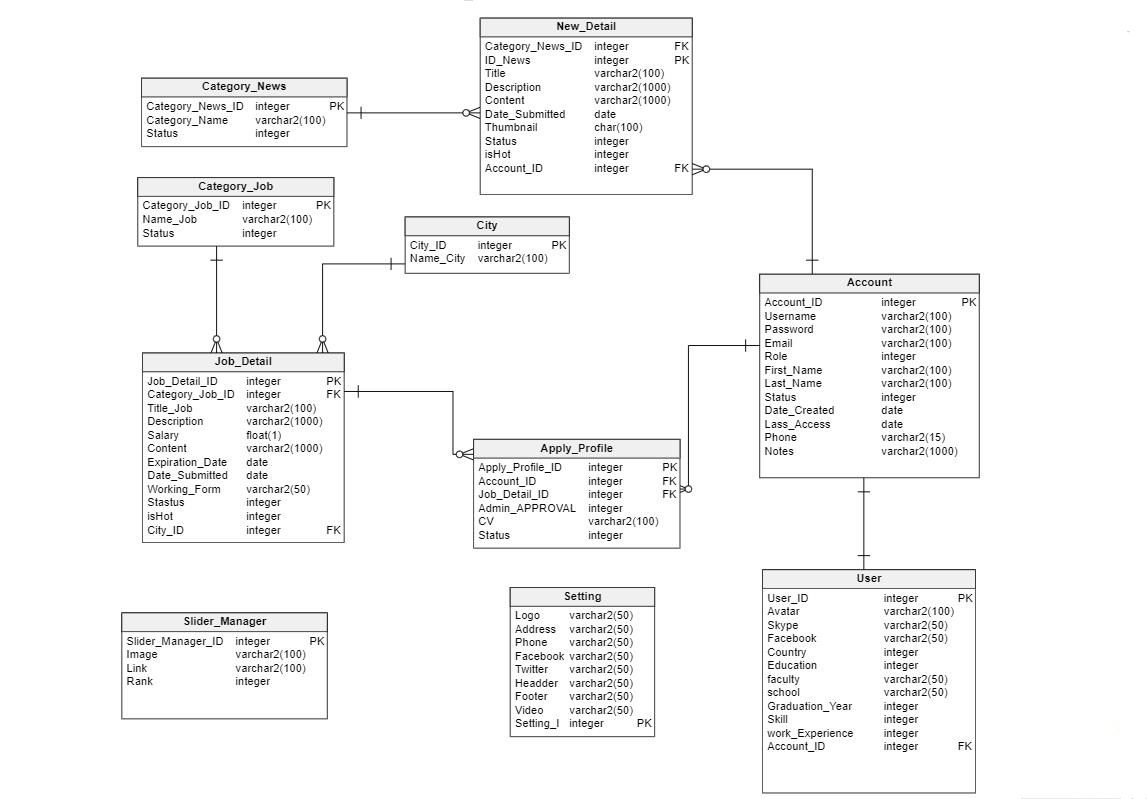 New_Detail
Category_News_ID integer FK
ID_News integer PK
Title varchar2(100)
Description varchar2(1000)
Content varchar2(1000)
Date_Submitted date
Thumbnail char(100)
Status integer
isHot integer
Account_ID integer FK
Category_News
Category_News_ID integer PK
Category_Name varchar2(100)
Status integer
Category_Job
Category_Job_ID integer PK
Name_Job varchar2(100)
Status integer
City
City_ID integer PK
Name_City varchar2(100)
Account
Account_ID integer PK
Username varchar2(100)
Password varchar2(100)
Email varchar2(100)
Role integer
First_Name varchar2(100)
Last_Name varchar2(100)
Status integer
Date_Created date
Lass_Access date
Phone varchar2(15)
Notes varchar2(1000)
Job_Detail
Job_Detail_ID integer PK
Category_Job_ID integer FK
Title_Job varchar2(100)
Description varchar2(1000)
Salary float(1)
Content varchar2(1000)
Expiration_Date date
Date_Submitted date
Working_Form varchar2(50)
Stastus integer
isHot integer
City_ID integer FK
Apply_Profile
Apply_Profile_ID integer PK
Account_ID integer FK
Job_Detail_ID integer FK
Admin_APPROVAL integer
CV varchar2(100)
Status integer
User
User_ID integer PK
Avatar varchar2(100)
Skype varchar2(50)
Facebook varchar2(50)
Country integer
Education integer
faculty varchar2(50)
school varchar2(50)
Graduation_Year integer
Skill integer
work_Experience integer
Account_ID integer FK
Setting
Logo varchar2(50)
Address varchar2(50)
Phone varchar2(50)
Facebook varchar2(50)
Twitter varchar2(50)
Headder varchar2(50)
Footer varchar2(50)
Video varchar2(50)
Setting_I integer PK
Slider_Manager
Slider_Manager_ID integer PK
Image varchar2(100)
Link varchar2(100)
Rank integer